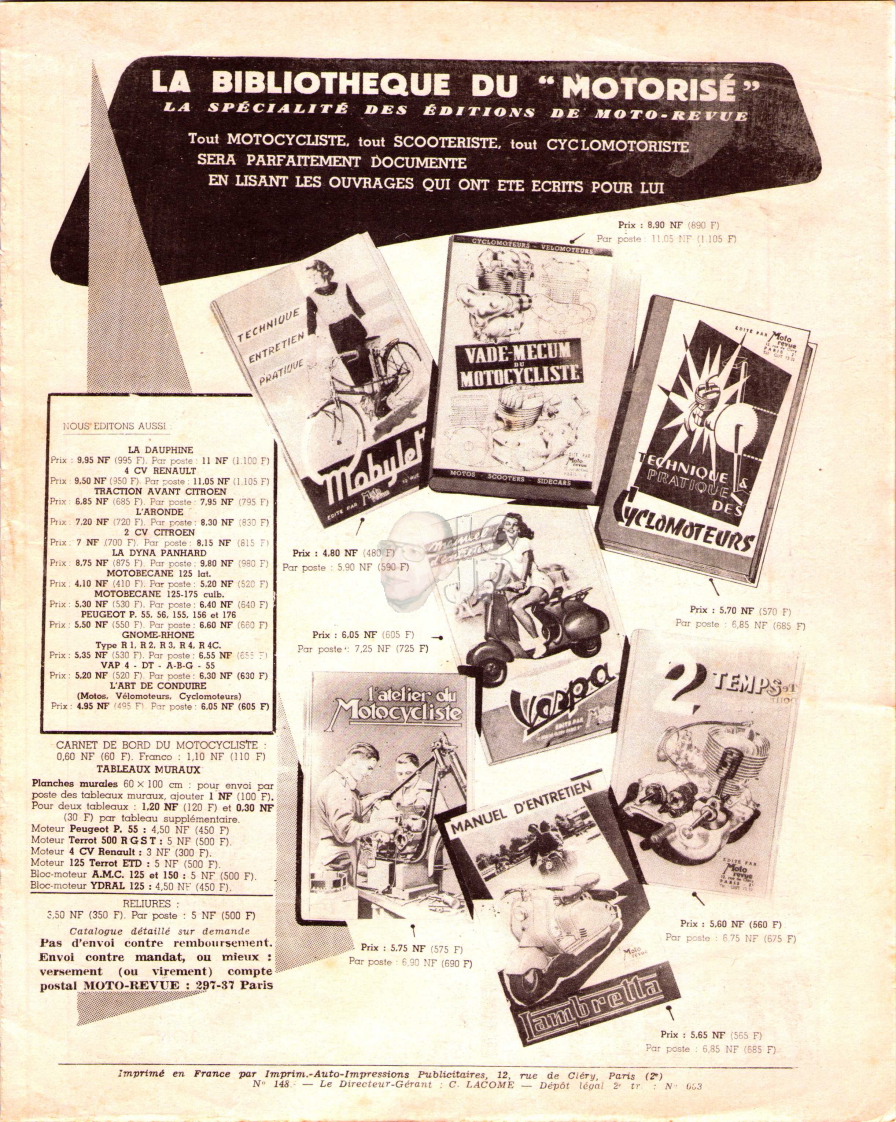 LA BIBLIOTHEQUE DU “MOTORISÉ”
LA SPÉCIALITÉ DES ÉDITIONS DE MOTO-REVUE
Tout MOTOCYCLISTE, tout SCOOTERISTE, tout CYCLOMOTORISTE
SERA PARFAITEMENT DOCUMENTE
EN LISANT LES OUVRAGES QUI ONT ETE ECRITS POUR LUI
Prix : 8,90 NF (890 F)
Par poste : 11.05 NF (1.105 F)
TECHNIQUE
ENTRETIEN
PRATIQUE
Mobylette
EDITE PAR
CYCLOMOTEURS - VELOMOTEURS
VADE-MECUM
DU
MOTOCYCLISTE
EDITE PAR
Moto
revue
MOTOS - SCOOTERS - SIDECARS
EDITE PAR Moto
revue
PARIS - 2e
TECHNIQUE &
PRATIQUE
DES
CYCLOMOTEURS
Prix : 4.80 NF (480 F)
Par poste : 5.90 NF (590 F)
Prix : 5,70 NF (570 F)
Par poste : 6,85 NF (685 F)
Prix : 6.05 NF (605 F)
Par poste : 7,25 NF (725 F)
Vespa
EDITE PAR Moto
2 TEMPS
l'atelier du
Motocycliste
MANUEL D'ENTRETIEN
Moto
revue
Lambretta
EDITE PAR
Moto
revue
Prix : 5,60 NF (560 F)
Par poste : 6,75 NF (675 F)
Prix : 5.75 NF (575 F)
Par poste : 6,90 NF (690 F)
Prix : 5.65 NF (565 F)
Par poste : 6,85 NF (685 F)
NOUS EDITONS AUSSI :
LA DAUPHINE
Prix : 9,95 NF (995 F). Par poste : 11 NF (1.100 F)
4 CV RENAULT
Prix : 9.50 NF (950 F). Par poste : 11.05 NF (1.105 F)
TRACTION AVANT CITROEN
Prix : 6.85 NF (685 F). Par poste : 7.95 NF (795 F)
L'ARONDE
Prix : 7.20 NF (720 F). Par poste : 8.30 NF (830 F)
2 CV CITROEN
Prix : 7 NF (700 F). Par poste : 8.15 NF (815 F)
LA DYNA PANHARD
Prix : 8,75 NF (875 F). Par poste : 9,80 NF (980 F)
MOTOBECANE 125 lat.
Prix : 4.10 NF (410 F). Par poste : 5.20 NF (520 F)
MOTOBECANE 125-175 culb.
Prix : 5.30 NF (530 F). Par poste : 6.40 NF (640 F)
PEUGEOT P. 55, 56, 155, 156 et 176
Prix : 5.50 NF (550 F). Par poste : 6.60 NF (660 F)
GNOME-RHONE
Type R 1, R 2, R 3, R 4, R 4C.
Prix : 5.35 NF (530 F). Par poste : 6.55 NF (655 F)
VAP 4 - DT - A-B-G - 55
Prix : 5.20 NF (520 F). Par poste : 6.30 NF (630 F)
L'ART DE CONDUIRE
(Motos, Vélomoteurs, Cyclomoteurs)
Prix : 4.95 NF (495 F). Par poste : 6.05 NF (605 F)
CARNET DE BORD DU MOTOCYCLISTE :
0,60 NF (60 F). Franco : 1,10 NF (110 F)
TABLEAUX MURAUX
Planches murales 60 × 100 cm : pour envoi par
poste des tableaux muraux, ajouter 1 NF (100 F).
Pour deux tableaux : 1,20 NF (120 F) et 0,30 NF
(30 F) par tableau supplémentaire.
Moteur Peugeot P. 55 : 4,50 NF (450 F)
Moteur Terrot 500 R G S T : 5 NF (500 F).
Moteur 4 CV Renault : 3 NF (300 F).
Moteur 125 Terrot ETD : 5 NF (500 F).
Bloc-moteur A.M.C. 125 et 150 : 5 NF (500 F).
Bloc-moteur YDRAL 125 : 4,50 NF (450 F).
RELIURES :
3,50 NF (350 F). Par poste : 5 NF (500 F)
Catalogue détaillé sur demande
Pas d'envoi contre remboursement.
Envoi contre mandat, ou mieux :
versement (ou virement) compte
postal MOTO-REVUE : 297-37 Paris
Imprimé en France par Imprim.-Auto-Impressions Publicitaires, 12, rue de Cléry, Paris (2e)
N° 148 — Le Directeur-Gérant : C. LACOME — Dépôt légal 2e tr. : N° 603